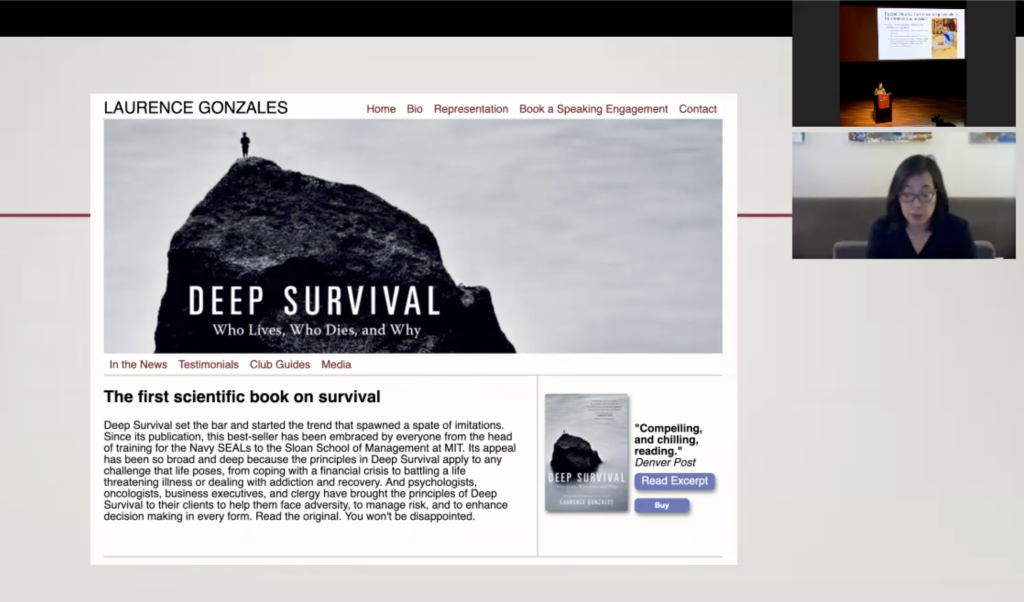 LAURENCE GONZALES
Home Bio Representation Book a Speaking Engagement Contact
DEEP SURVIVAL
Who Lives, Who Dies, and Why
In the News Testimonials Club Guides Media
The first scientific book on survival
Deep Survival set the bar and started the trend that spawned a spate of imitations.
Since its publication, this best-seller has been embraced by everyone from the head
of training for the Navy SEALs to the Sloan School of Management at MIT. Its appeal
has been so broad and deep because the principles in Deep Survival apply to any
challenge that life poses, from coping with a financial crisis to battling a life
threatening illness or dealing with addiction and recovery. And psychologists,
oncologists, business executives, and clergy have brought the principles of Deep
Survival to their clients to help them face adversity, to manage risk, and to enhance
decision making in every form. Read the original. You won't be disappointed.
DEEP SURVIVAL
LAURENCE GONZALES
"Compelling,
and chilling,
reading."
Denver Post
Read Excerpt
Buy